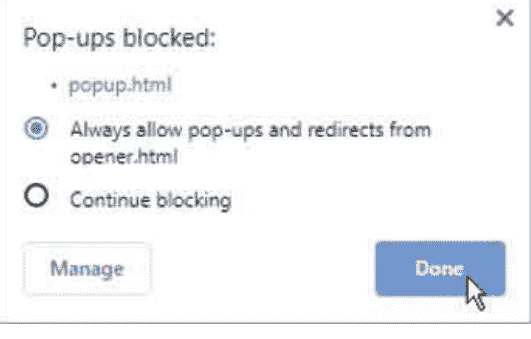 Pop-ups blocked:
• popup.html
Always allow pop-ups and redirects from
opener.html
Continue blocking
Manage
Done